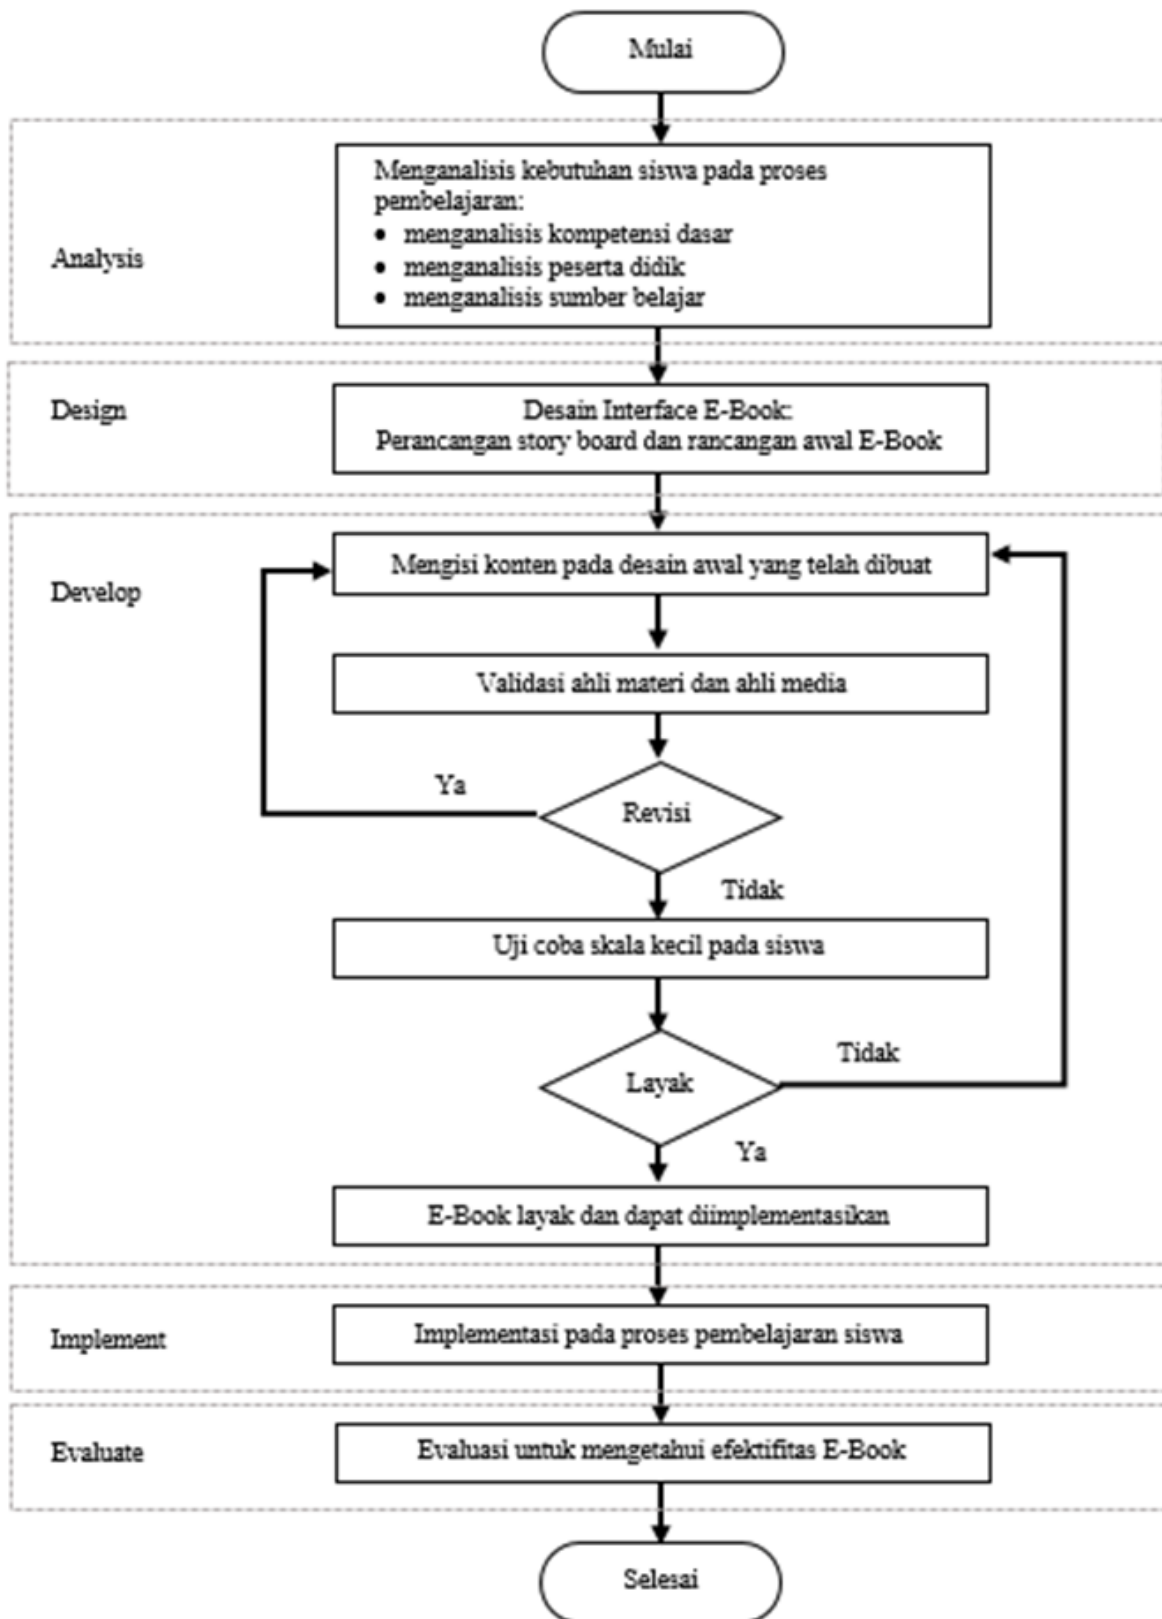 Mulai
Menganalisis kebutuhan siswa pada proses
pembelajaran:
• menganalisis kompetensi dasar
Analysis
• menganalisis peserta didik
• menganalisis sumber belajar
Design
Desain Interface E-Book:
Perancangan story board dan rancangan awal E-Book
Mengisi konten pada desain awal yang telah dibuat
Develop
Validasi ahli materi dan ahli media
Ya
Revisi
Tidak
Uji coba skala kecil pada siswa
Tidak
Layak
Ya
E-Book layak dan dapat diimplementasikan
Implement
Implementasi pada proses pembelajaran siswa
Evaluate
Evaluasi untuk mengetahui efektifitas E-Book
Selesai